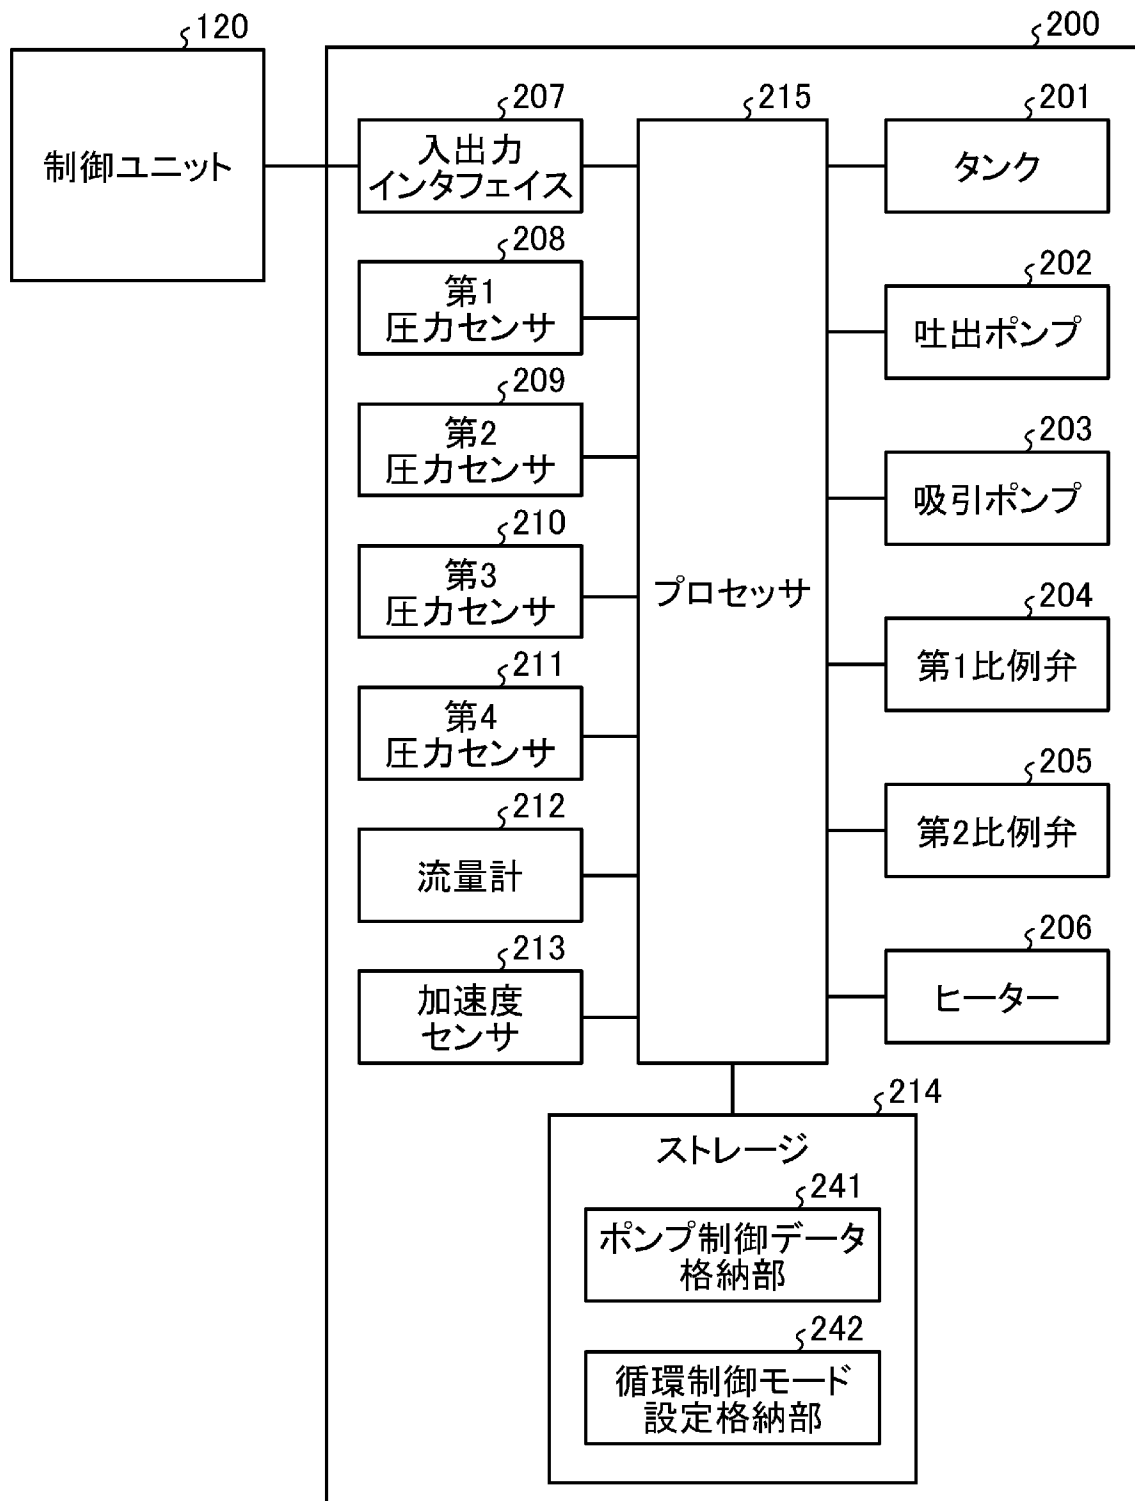 120
制御ユニット
200
207
入出力
インタフェイス
208
第1
圧力センサ
209
第2
圧力センサ
210
第3
圧力センサ
211
第4
圧力センサ
212
流量計
213
加速度
センサ
215
プロセッサ
201
タンク
202
吐出ポンプ
203
吸引ポンプ
204
第1比例弁
205
第2比例弁
206
ヒーター
214
ストレージ
241
ポンプ制御データ
格納部
242
循環制御モード
設定格納部